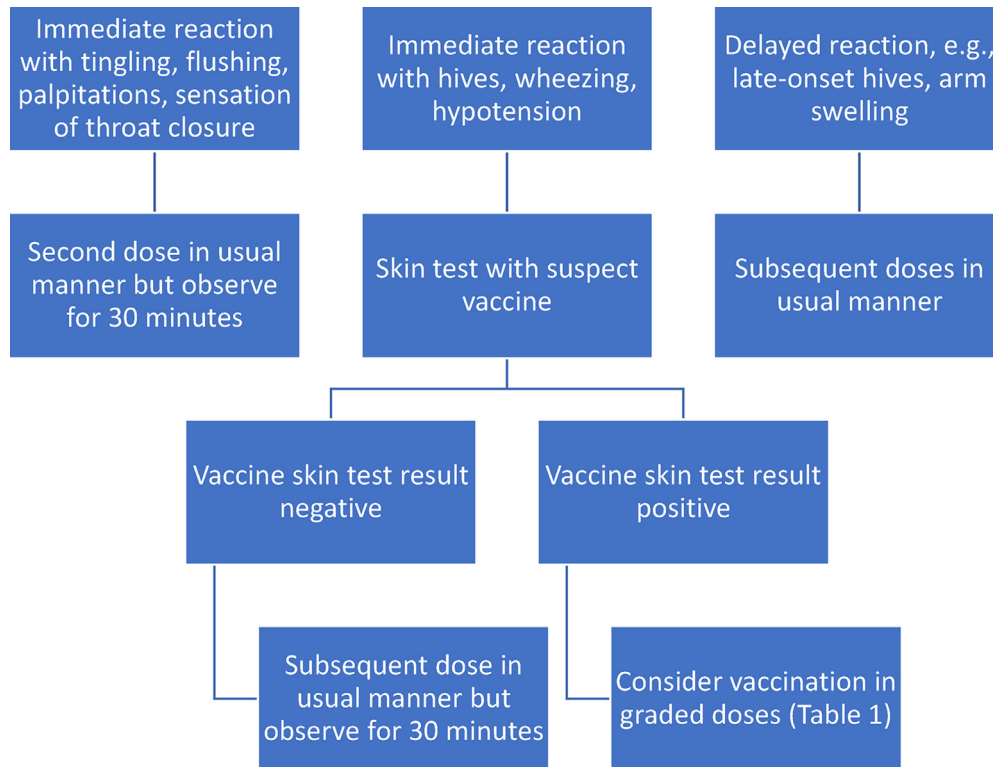 Immediate reaction
with tingling, flushing,
palpitations, sensation
of throat closure
Immediate reaction
with hives, wheezing,
hypotension
Delayed reaction, e.g.,
late-onset hives, arm
swelling
Second dose in usual
manner but observe
for 30 minutes
Skin test with suspect
vaccine
Subsequent doses in
usual manner
Vaccine skin test result
negative
Vaccine skin test result
positive
Subsequent dose in
usual manner but
observe for 30 minutes
Consider vaccination in
graded doses (Table 1)